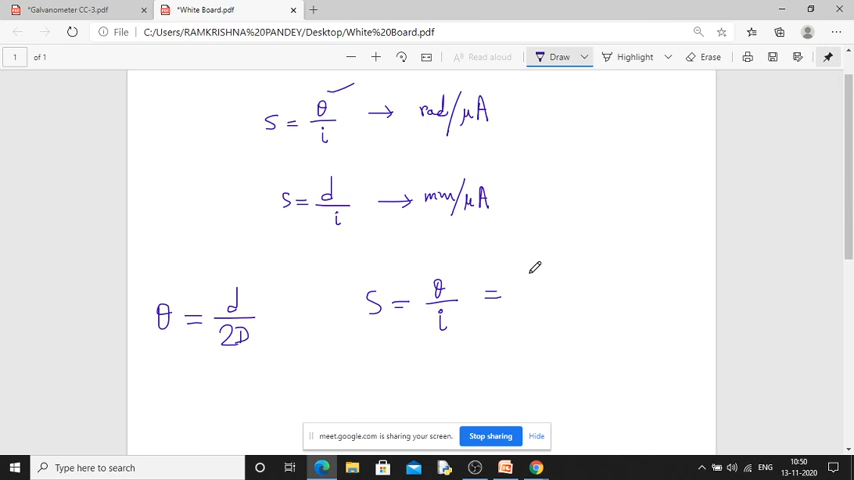 *Galvanometer CC-3.pdf
*White Board.pdf
File
C:/Users/RAMKRISHNA%20PANDEY/Desktop/White%20Board.pdf
1 of 1
Read aloud
Draw
Highlight
Erase
S = θ/i → rad/μA
S = d/i → mm/μA
θ = d/2D
S = θ/i =
meet.google.com is sharing your screen. Stop sharing Hide
Type here to search
ENG
10:50
13-11-2020